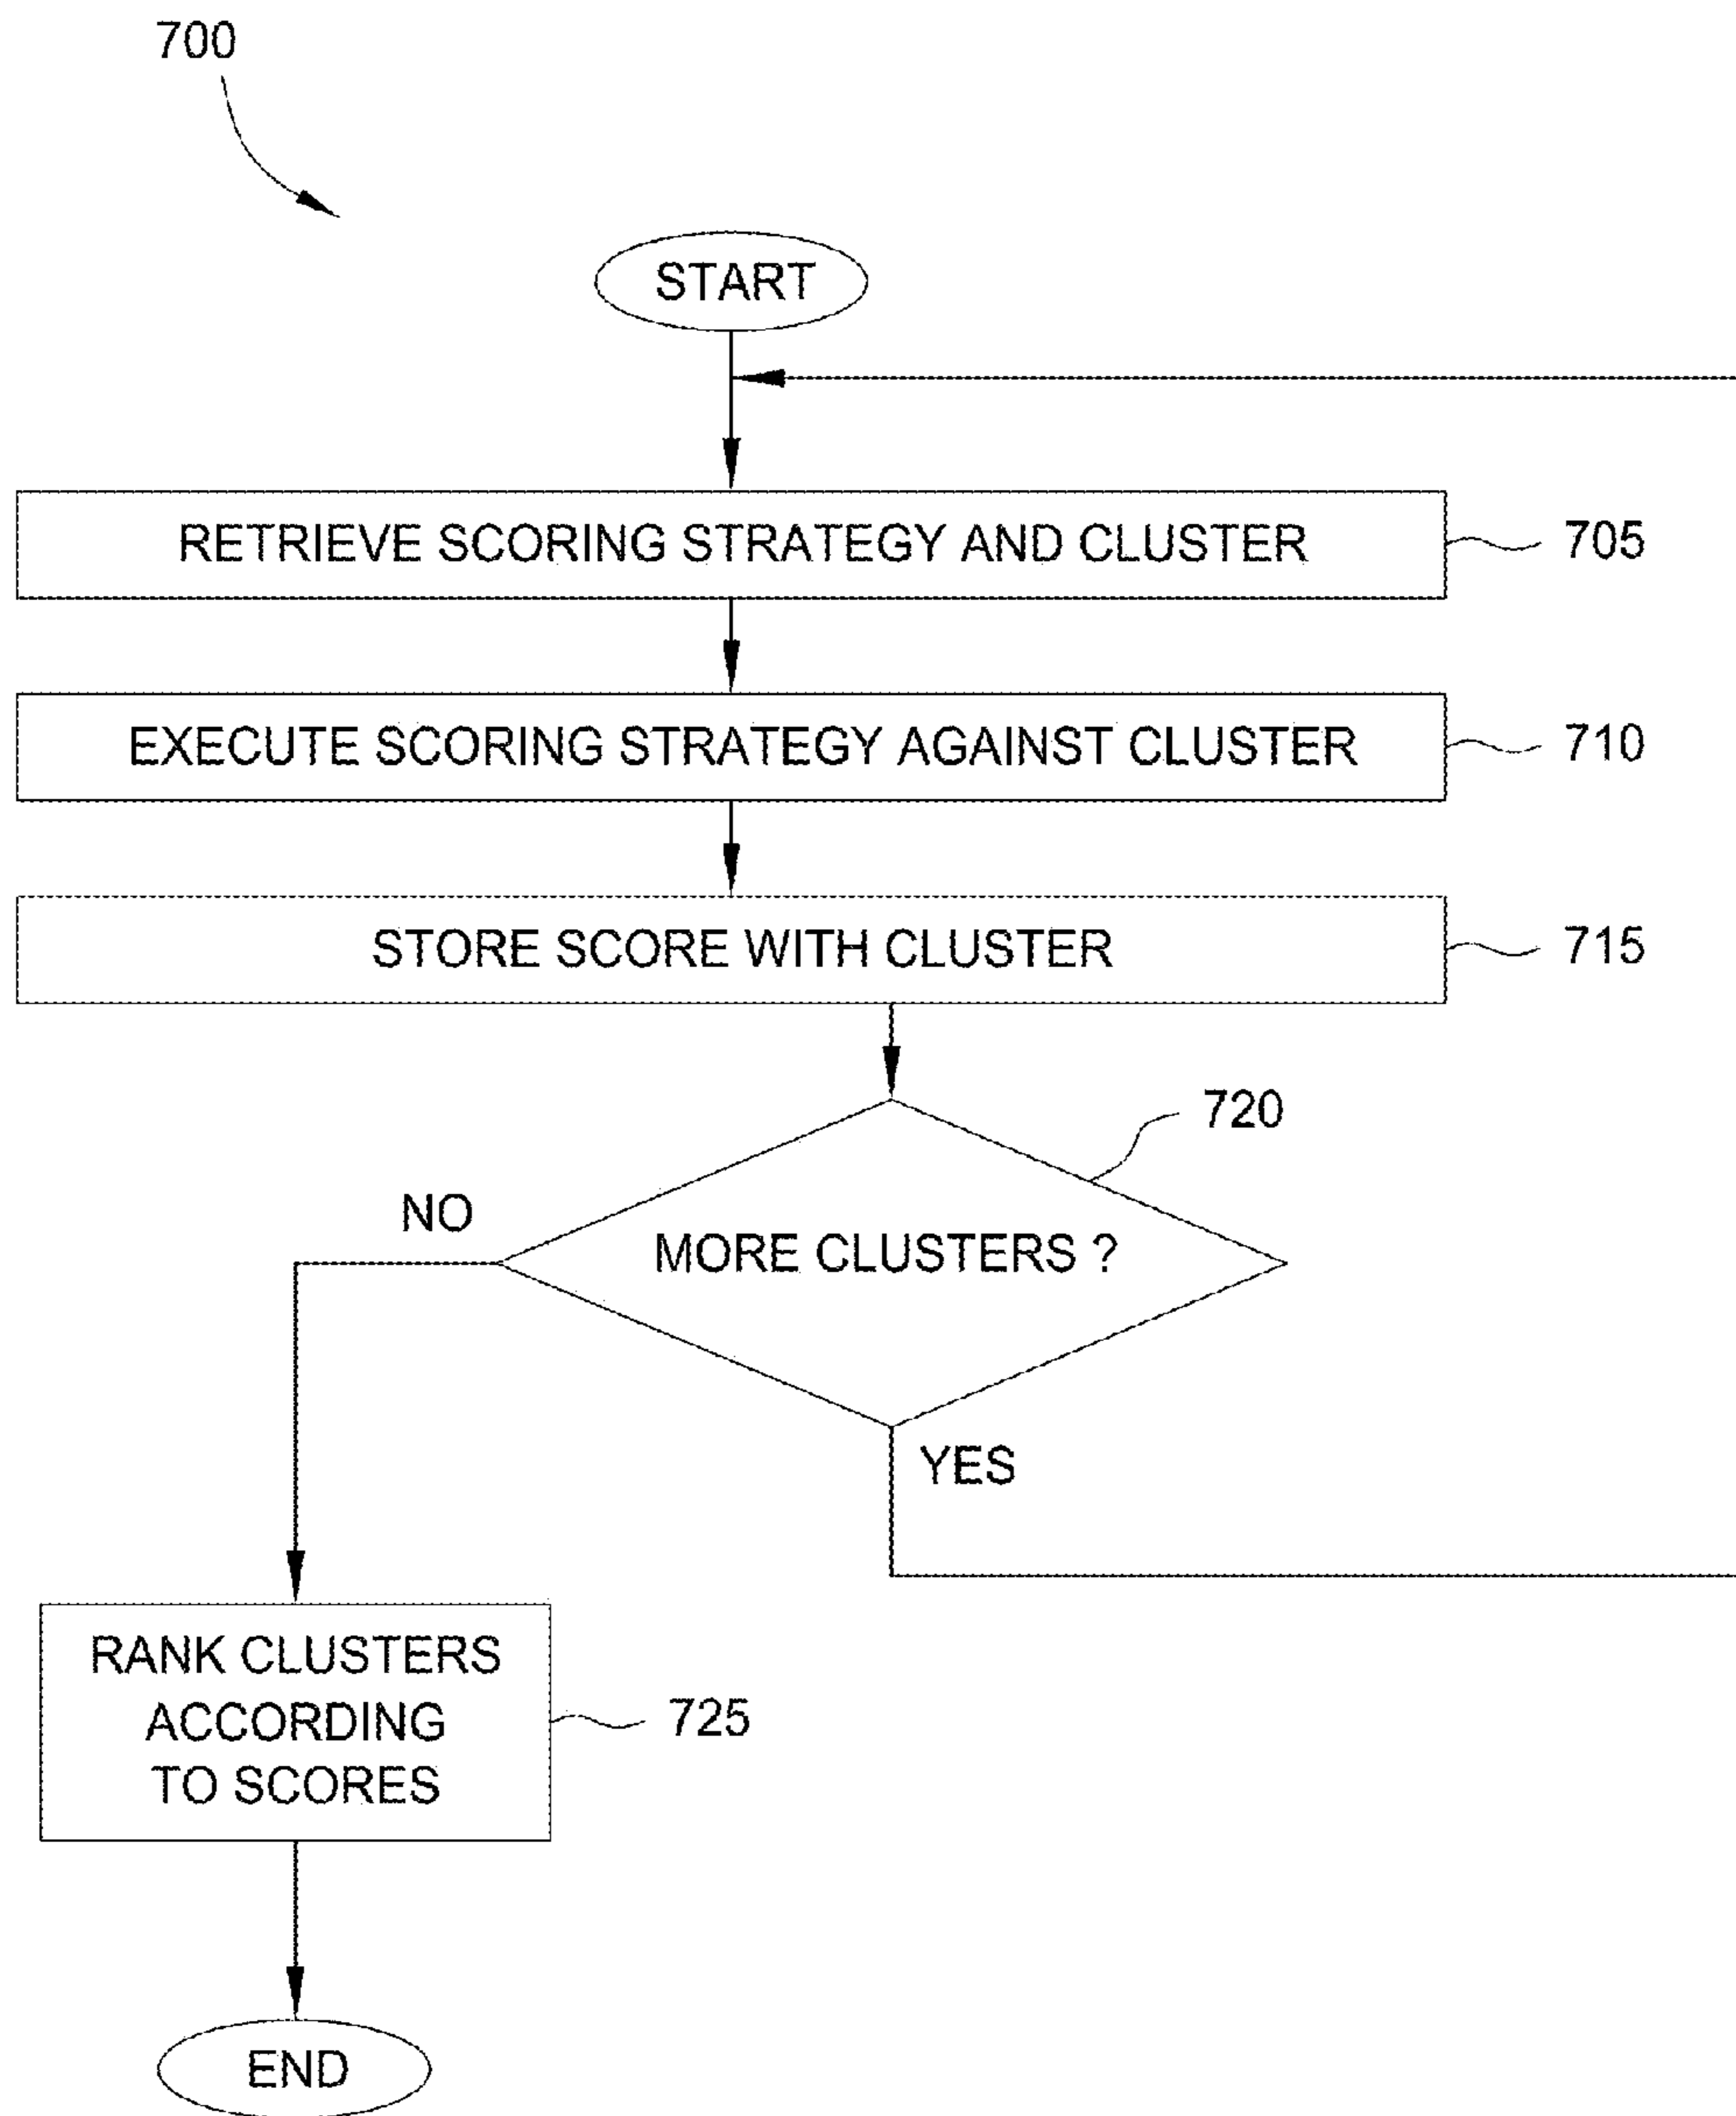 700
START
RETRIEVE SCORING STRATEGY AND CLUSTER
705
EXECUTE SCORING STRATEGY AGAINST CLUSTER
710
STORE SCORE WITH CLUSTER
715
720
NO
MORE CLUSTERS ?
YES
RANK CLUSTERS
ACCORDING
TO SCORES
725
END